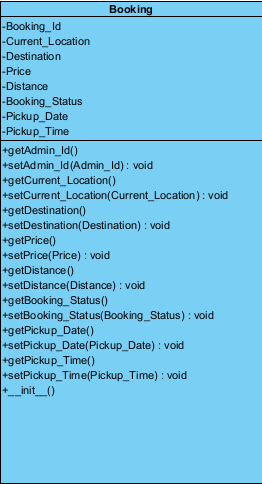 Booking
-Booking_Id
-Current_Location
-Destination
-Price
-Distance
-Booking_Status
-Pickup_Date
-Pickup_Time
+getAdmin_Id()
+setAdmin_Id(Admin_Id) : void
+getCurrent_Location()
+setCurrent_Location(Current_Location) : void
+getDestination()
+setDestination(Destination) : void
+getPrice()
+setPrice(Price) : void
+getDistance()
+setDistance(Distance) : void
+getBooking_Status()
+setBooking_Status(Booking_Status) : void
+getPickup_Date()
+setPickup_Date(Pickup_Date) : void
+getPickup_Time()
+setPickup_Time(Pickup_Time) : void
+__init__()